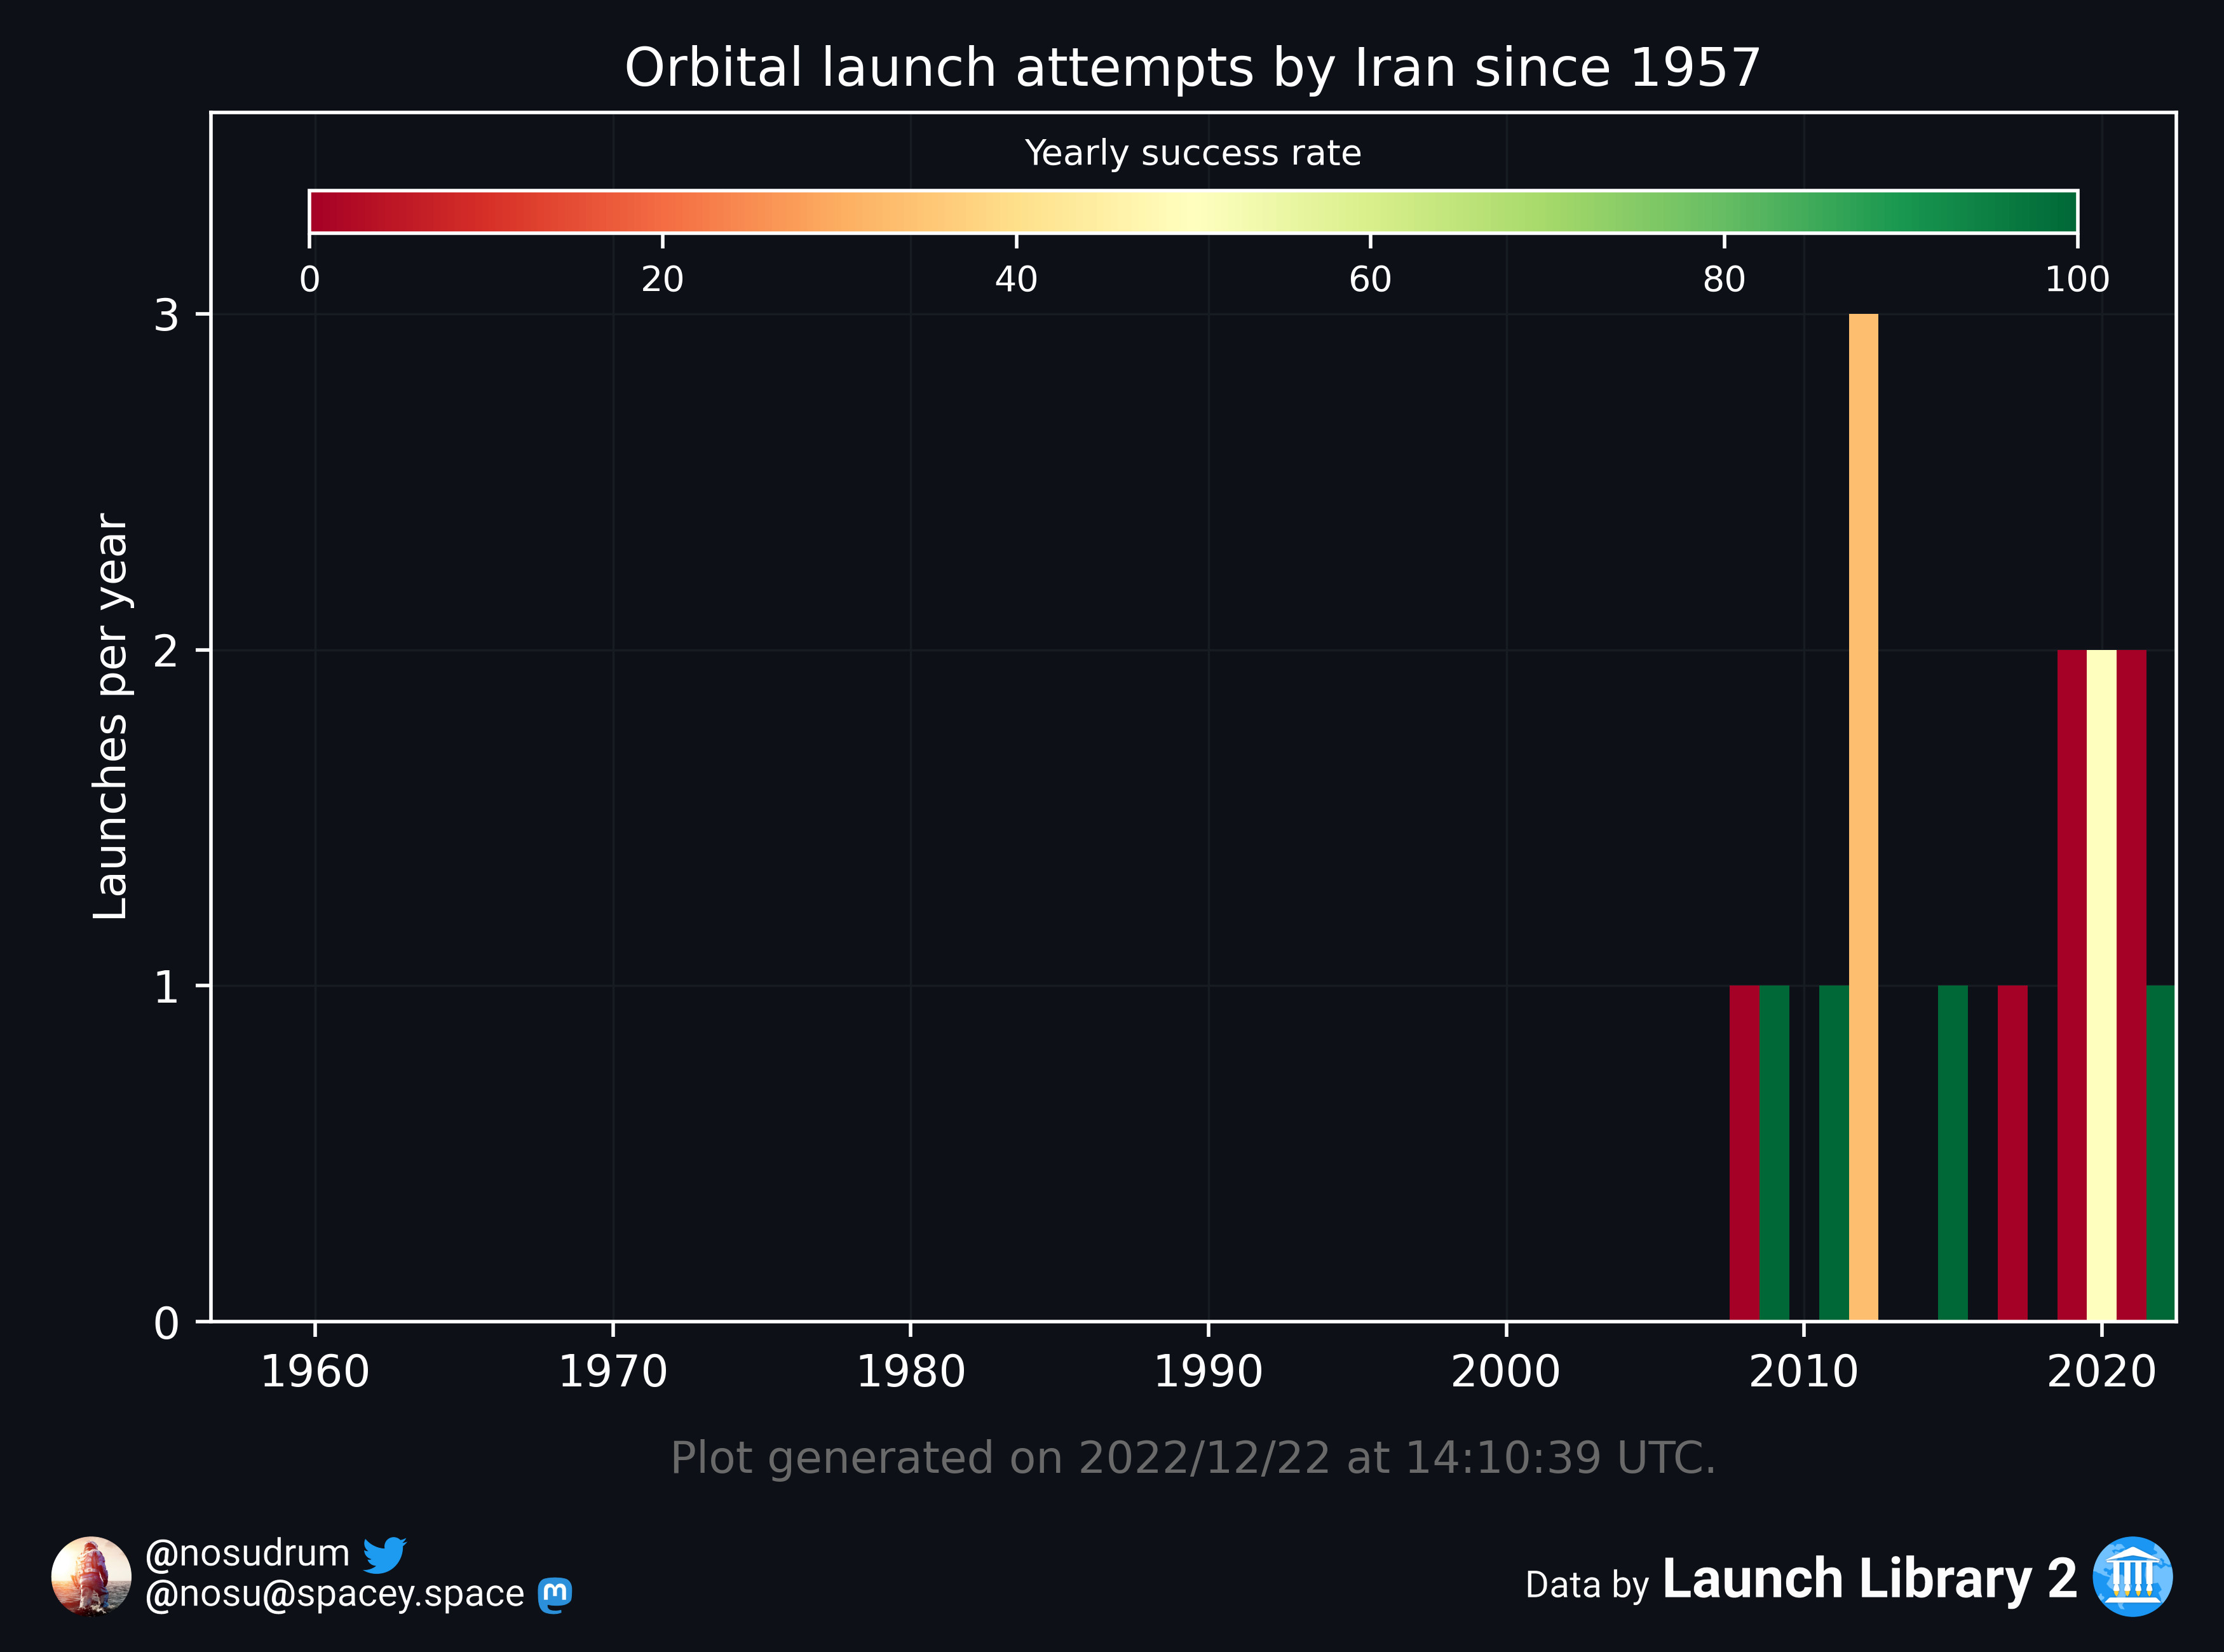 Orbital launch attempts by Iran since 1957
Yearly success rate
0 20 40 60 80 100
3
2
1
0
Launches per year
1960 1970 1980 1990 2000 2010 2020
Plot generated on 2022/12/22 at 14:10:39 UTC.
@nosudrum
@nosu@spacey.space
Data by Launch Library 2